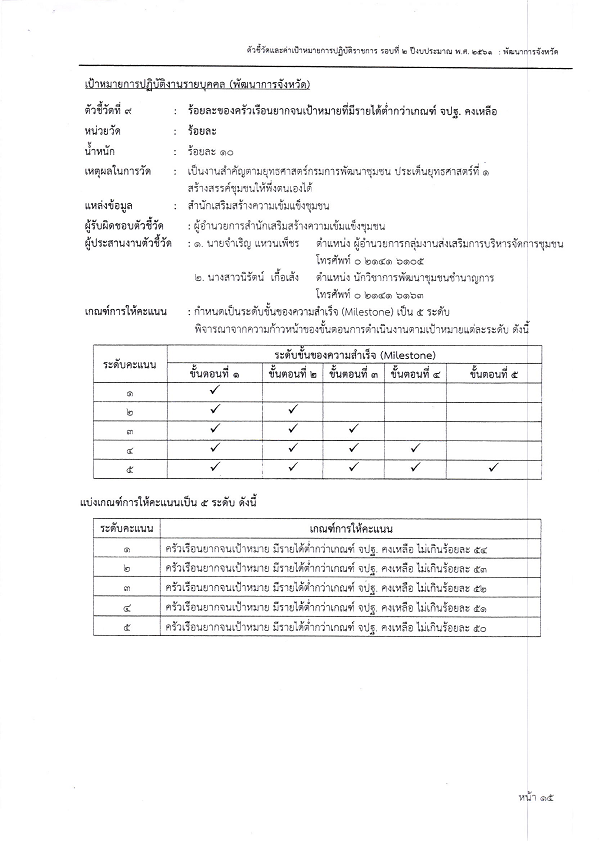 ตัวชี้วัดและค่าเป้าหมายการปฏิบัติราชการ รอบที่ ๒ ปีงบประมาณ พ.ศ. ๒๕๖๑ : พัฒนาการจังหวัด
เป้าหมายการปฏิบัติงานรายบุคคล (พัฒนาการจังหวัด)
ตัวชี้วัดที่ ๙ : ร้อยละของครัวเรือนยากจนเป้าหมายที่มีรายได้ต่ำกว่าเกณฑ์ จปฐ. คงเหลือ
หน่วยวัด : ร้อยละ
น้ำหนัก : ร้อยละ ๑๐
เหตุผลในการวัด : เป็นงานสำคัญตามยุทธศาสตร์กรมการพัฒนาชุมชน ประเด็นยุทธศาสตร์ที่ ๑
สร้างสรรค์ชุมชนให้พึ่งตนเองได้
แหล่งข้อมูล : สำนักเสริมสร้างความเข้มแข็งชุมชน
ผู้รับผิดชอบตัวชี้วัด : ผู้อำนวยการสำนักเสริมสร้างความเข้มแข็งชุมชน
ผู้ประสานงานตัวชี้วัด : ๑. นายจำเริญ แหวนเพ็ชร ตำแหน่ง ผู้อำนวยการกลุ่มงานส่งเสริมการบริหารจัดการชุมชน
โทรศัพท์ ๐ ๒๑๔๑ ๖๑๐๕
๒. นางสาวนิรัตน์ เกื้อเส้ง ตำแหน่ง นักวิชาการพัฒนาชุมชนชำนาญการ
โทรศัพท์ ๐ ๒๑๔๑ ๖๑๖๓
เกณฑ์การให้คะแนน : กำหนดเป็นระดับขั้นของความสำเร็จ (Milestone) เป็น ๕ ระดับ
พิจารณาจากความก้าวหน้าของขั้นตอนการดำเนินงานตามเป้าหมายแต่ละระดับ ดังนี้
ระดับคะแนน ระดับขั้นของความสำเร็จ (Milestone)
ขั้นตอนที่ ๑ ขั้นตอนที่ ๒ ขั้นตอนที่ ๓ ขั้นตอนที่ ๔ ขั้นตอนที่ ๕
๑ ✓
๒ ✓ ✓
๓ ✓ ✓ ✓
๔ ✓ ✓ ✓ ✓
๕ ✓ ✓ ✓ ✓ ✓
แบ่งเกณฑ์การให้คะแนนเป็น ๕ ระดับ ดังนี้
ระดับคะแนน เกณฑ์การให้คะแนน
๑ ครัวเรือนยากจนเป้าหมาย มีรายได้ต่ำกว่าเกณฑ์ จปฐ. คงเหลือ ไม่เกินร้อยละ ๕๔
๒ ครัวเรือนยากจนเป้าหมาย มีรายได้ต่ำกว่าเกณฑ์ จปฐ. คงเหลือ ไม่เกินร้อยละ ๕๓
๓ ครัวเรือนยากจนเป้าหมาย มีรายได้ต่ำกว่าเกณฑ์ จปฐ. คงเหลือ ไม่เกินร้อยละ ๕๒
๔ ครัวเรือนยากจนเป้าหมาย มีรายได้ต่ำกว่าเกณฑ์ จปฐ. คงเหลือ ไม่เกินร้อยละ ๕๑
๕ ครัวเรือนยากจนเป้าหมาย มีรายได้ต่ำกว่าเกณฑ์ จปฐ. คงเหลือ ไม่เกินร้อยละ ๕๐
หน้า ๑๕